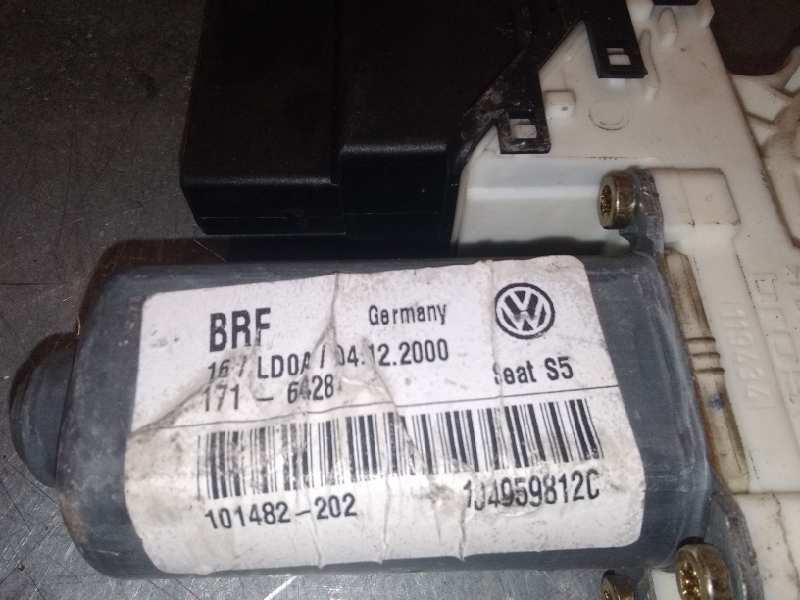 BRF Germany
16 / LD0A / 04.12.2000
171 - 6428 Seat S5
101482-202 1J4959812C